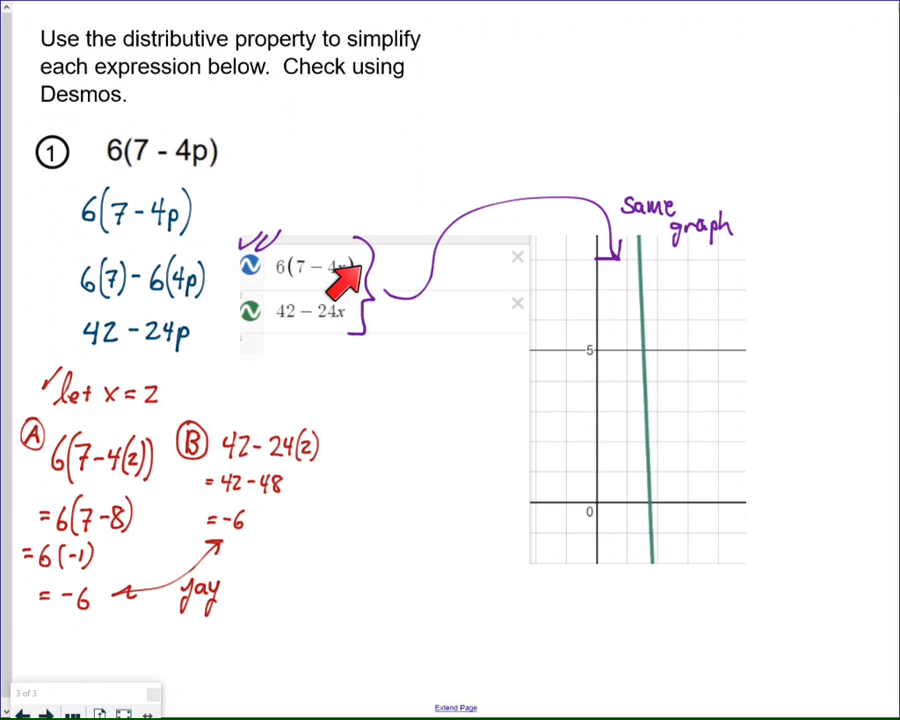 Use the distributive property to simplify
each expression below.  Check using
Desmos.
1 6(7 - 4p)
6(7-4p)
6(7)-6(4p)
42-24p
6(7 - 4x)
42 - 24x
Same
graph
5
0
✓let x=2
A 6(7-4(2))
=6(7-8)
=6(-1)
=-6
B 42-24(2)
=42-48
=-6
yay
3 of 3
Extend Page